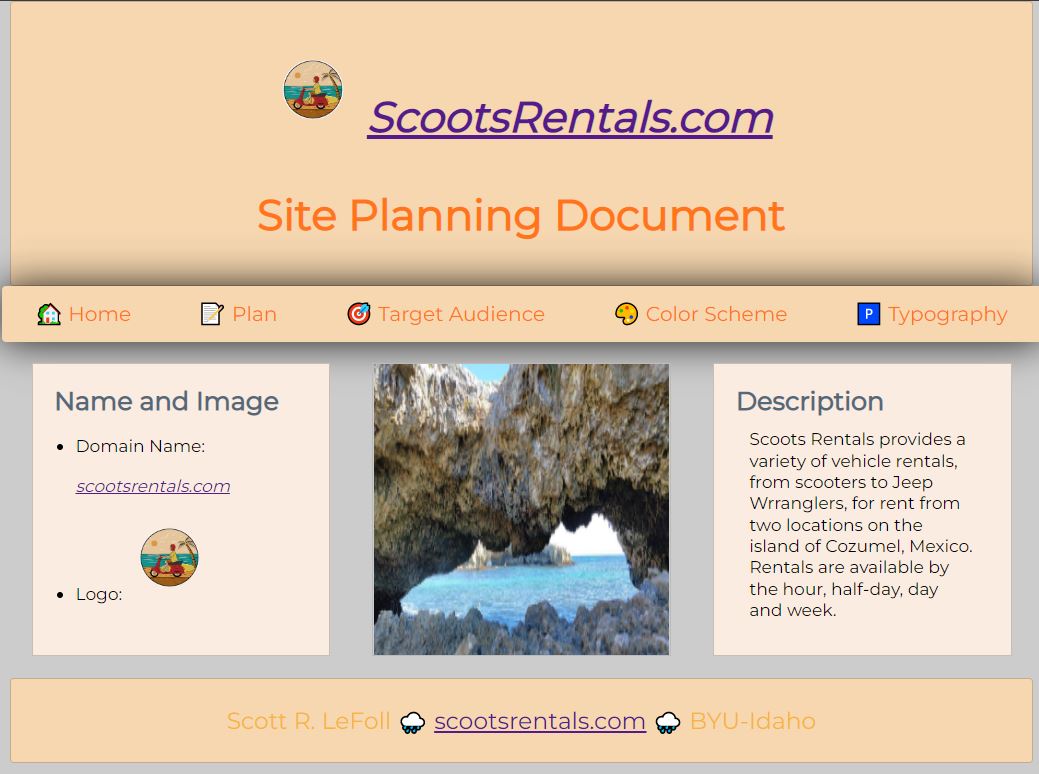 ScootsRentals.com
Site Planning Document
Home Plan Target Audience Color Scheme P Typography
Name and Image
Domain Name:
scootsrentals.com
Logo:
Description
Scoots Rentals provides a
variety of vehicle rentals,
from scooters to Jeep
Wrranglers, for rent from
two locations on the
island of Cozumel, Mexico.
Rentals are available by
the hour, half-day, day
and week.
Scott R. LeFoll scootsrentals.com BYU-Idaho